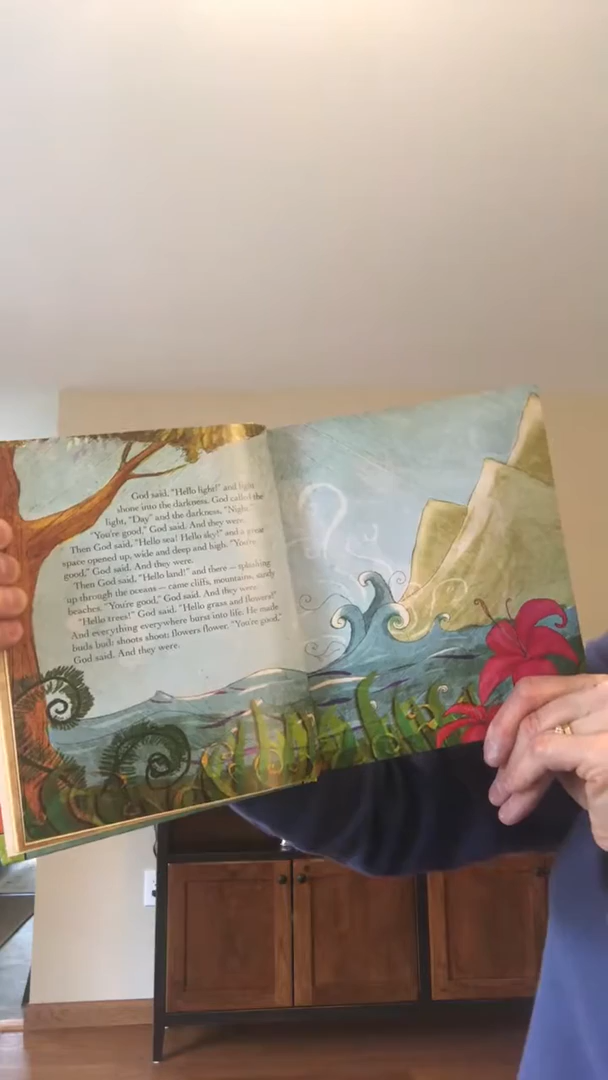 God said, "Hello light!" and light
shone into the darkness. God called the
light, "Day" and the darkness, "Night."
"You're good," God said. And they were.
Then God said, "Hello sea! Hello sky!" and a great
space opened up, wide and deep and high. "You're
good," God said. And they were.
Then God said, "Hello land!" and there — splashing
up through the oceans — came cliffs, mountains, sandy
beaches. "You're good," God said. And they were.
"Hello trees!" God said. "Hello grass and flowers!"
And everything everywhere burst into life. He made
buds bud; shoots shoot; flowers flower. "You're good,"
God said. And they were.